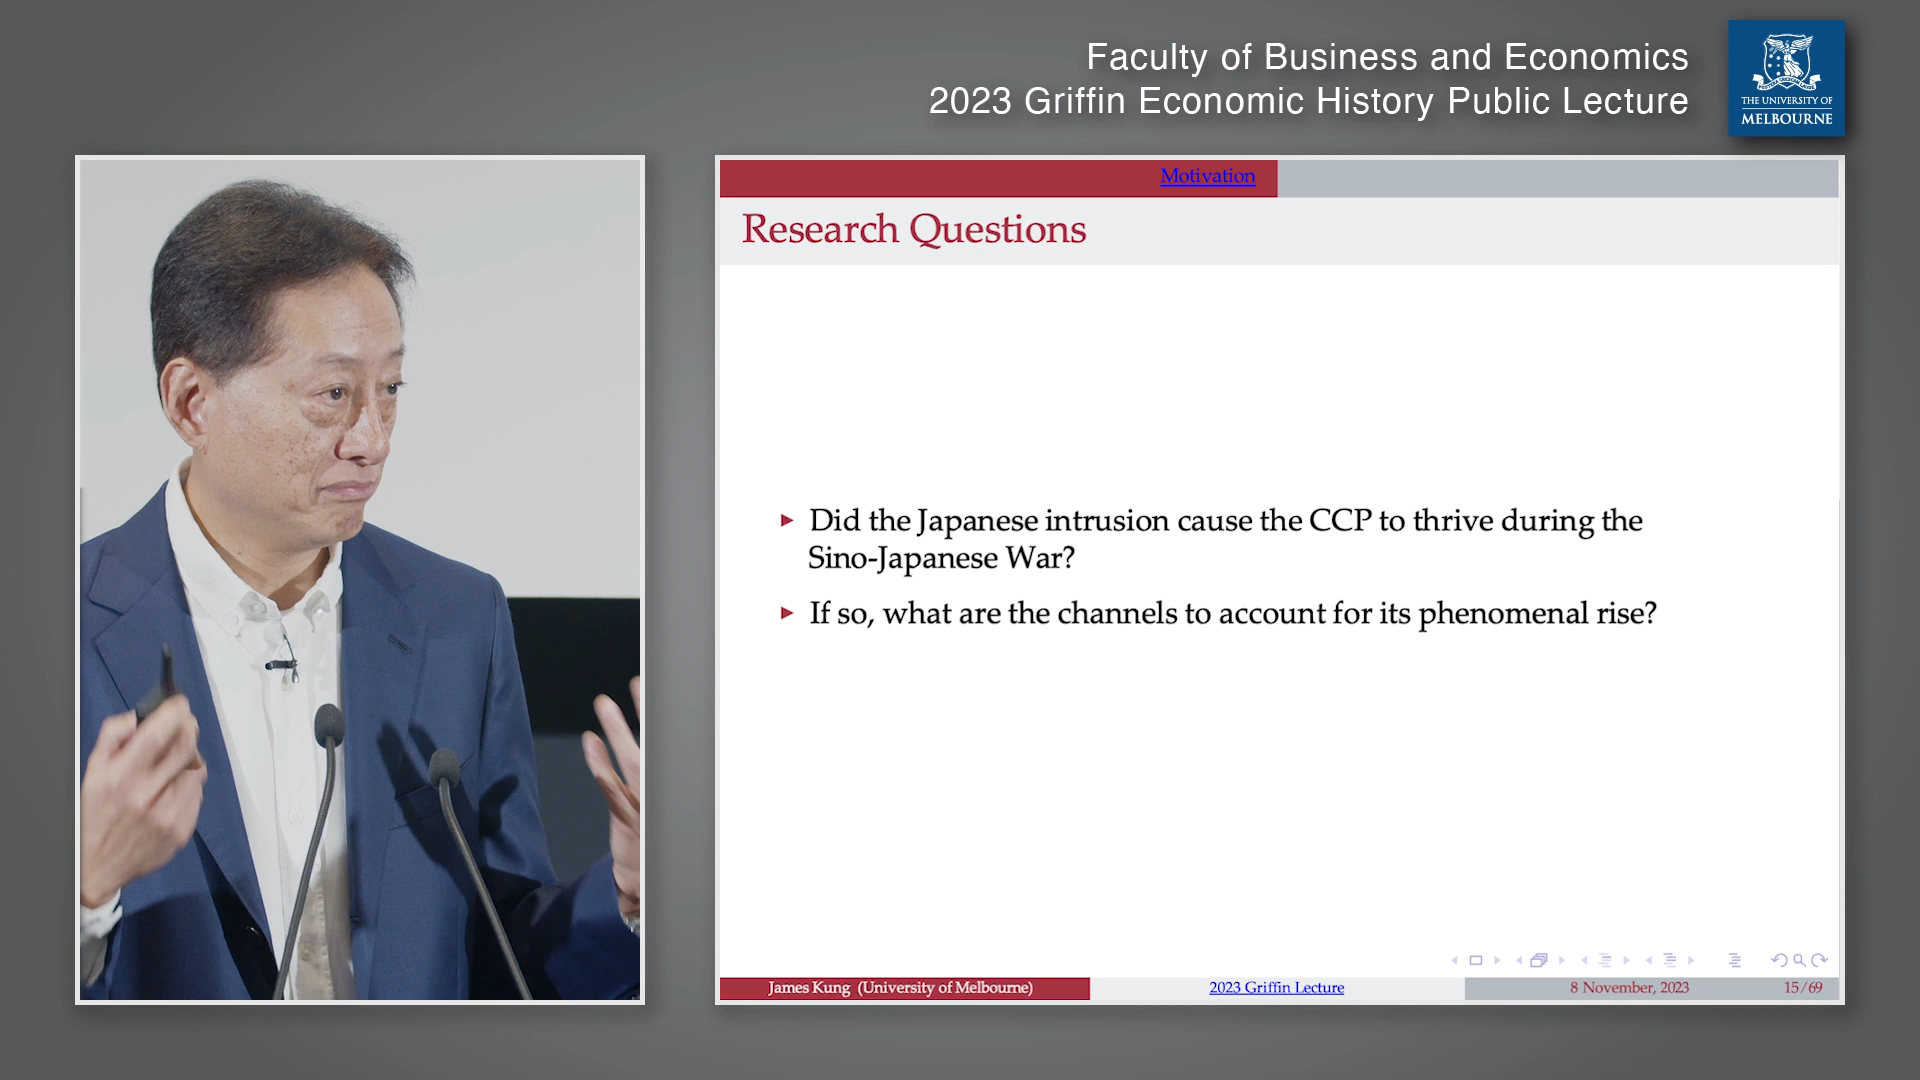 Faculty of Business and Economics
2023 Griffin Economic History Public Lecture
THE UNIVERSITY OF
MELBOURNE
Motivation
Research Questions
Did the Japanese intrusion cause the CCP to thrive during the
Sino-Japanese War?
If so, what are the channels to account for its phenomenal rise?
James Kung (University of Melbourne)
2023 Griffin Lecture
8 November, 2023
15/69